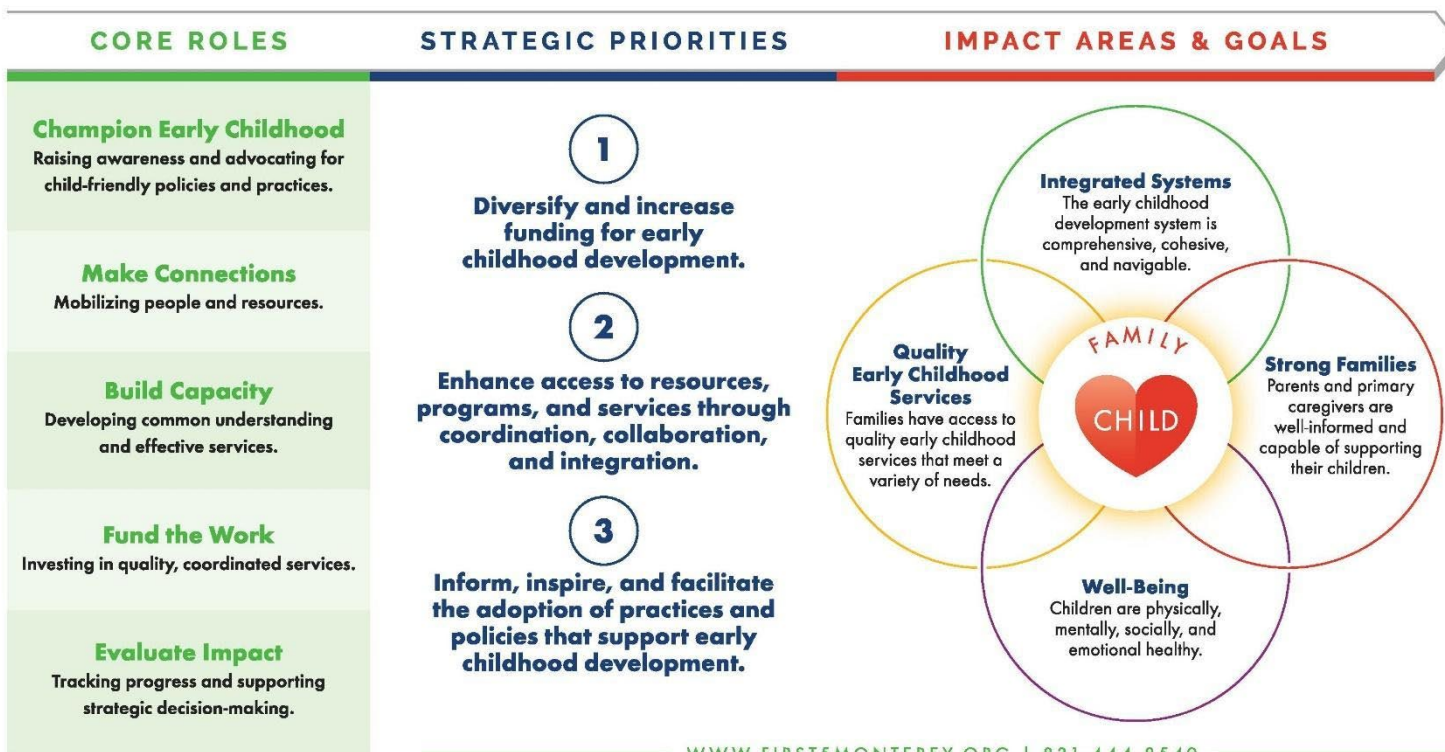 CORE ROLES
STRATEGIC PRIORITIES
IMPACT AREAS & GOALS
Champion Early Childhood
Raising awareness and advocating for
child-friendly policies and practices.
Make Connections
Mobilizing people and resources.
Build Capacity
Developing common understanding
and effective services.
Fund the Work
Investing in quality, coordinated services.
Evaluate Impact
Tracking progress and supporting
strategic decision-making.
1
Diversify and increase
funding for early
childhood development.
2
Enhance access to resources,
programs, and services through
coordination, collaboration,
and integration.
3
Inform, inspire, and facilitate
the adoption of practices and
policies that support early
childhood development.
Integrated Systems
The early childhood
development system is
comprehensive, cohesive,
and navigable.
Quality
Early Childhood
Services
Families have access to
quality early childhood
services that meet a
variety of needs.
FAMILY
CHILD
Strong Families
Parents and primary
caregivers are
well-informed and
capable of supporting
their children.
Well-Being
Children are physically,
mentally, socially, and
emotional healthy.
WWW.FIRST5MONTEREY.ORG | 831-444-8549